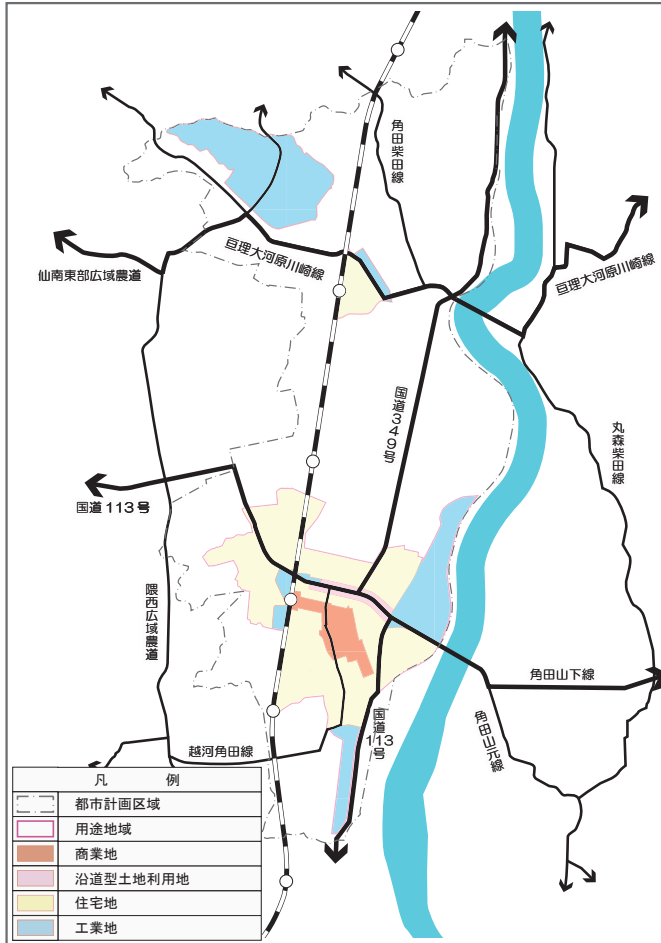 角田柴田線
亘理大河原川崎線
仙南東部広域農道
亘理大河原川崎線
国道349号
丸森柴田線
国道113号
隈西広域農道
角田山下線
国道113号
角田山元線
越河角田線
凡 例
都市計画区域
用途地域
商業地
沿道型土地利用地
住宅地
工業地